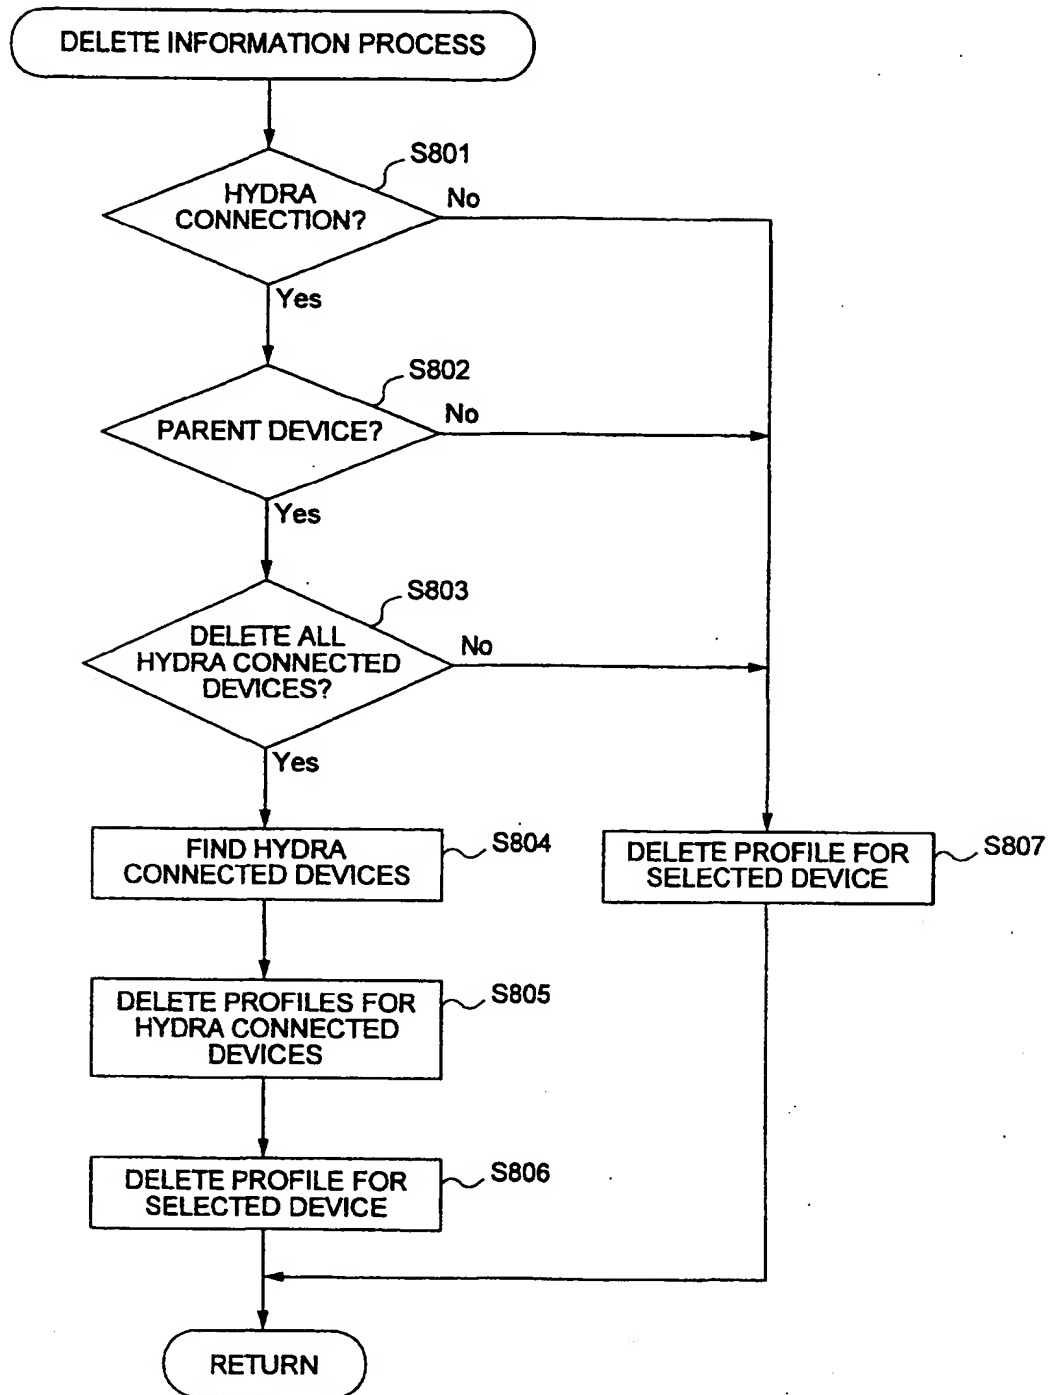 DELETE INFORMATION PROCESS
S801
HYDRA
CONNECTION?
No
Yes
S802
PARENT DEVICE?
No
Yes
S803
DELETE ALL
HYDRA CONNECTED
DEVICES?
No
Yes
FIND HYDRA
CONNECTED DEVICES
S804
DELETE PROFILE FOR
SELECTED DEVICE
S807
DELETE PROFILES FOR
HYDRA CONNECTED
DEVICES
S805
DELETE PROFILE FOR
SELECTED DEVICE
S806
RETURN